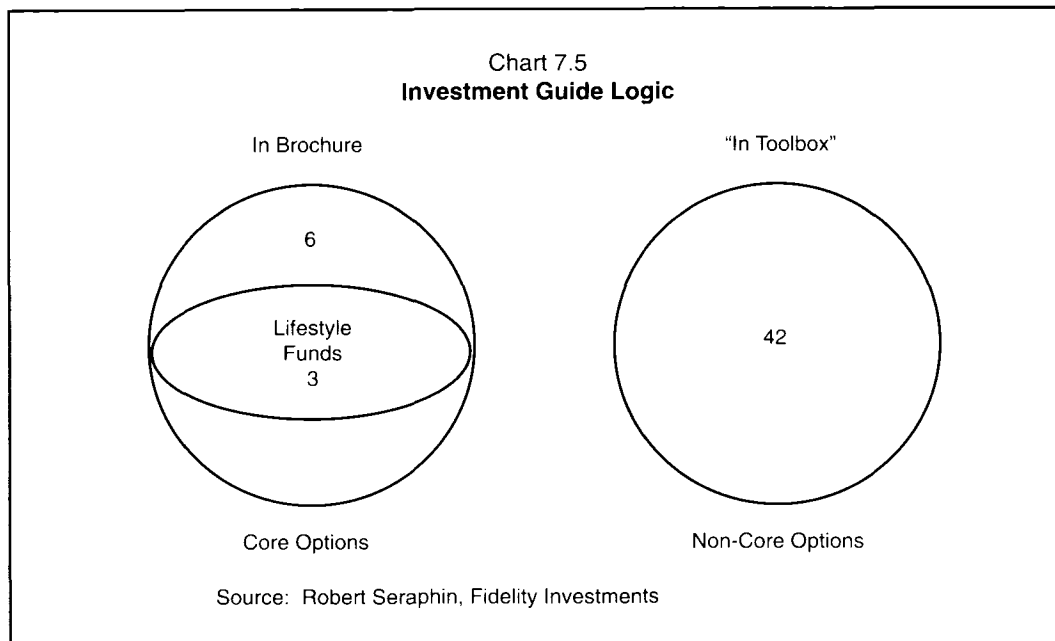 Chart 7.5
Investment Guide Logic
In Brochure
6
Lifestyle
Funds
3
Core Options
"In Toolbox"
42
Non-Core Options
Source: Robert Seraphin, Fidelity Investments